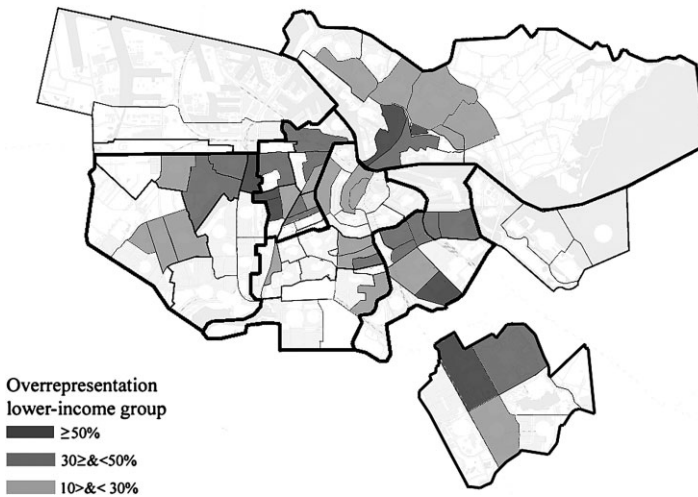 Overrepresentation
lower-income group
≥50%
30≥&<50%
10>&< 30%